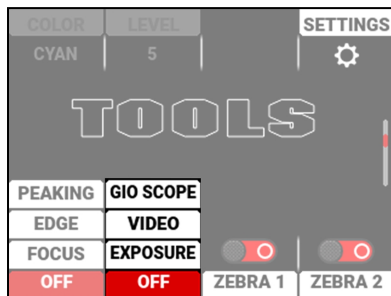 COLOR LEVEL SETTINGS
CYAN 5
TOOLS
PEAKING GIO SCOPE
EDGE VIDEO
FOCUS EXPOSURE
OFF OFF ZEBRA 1 ZEBRA 2